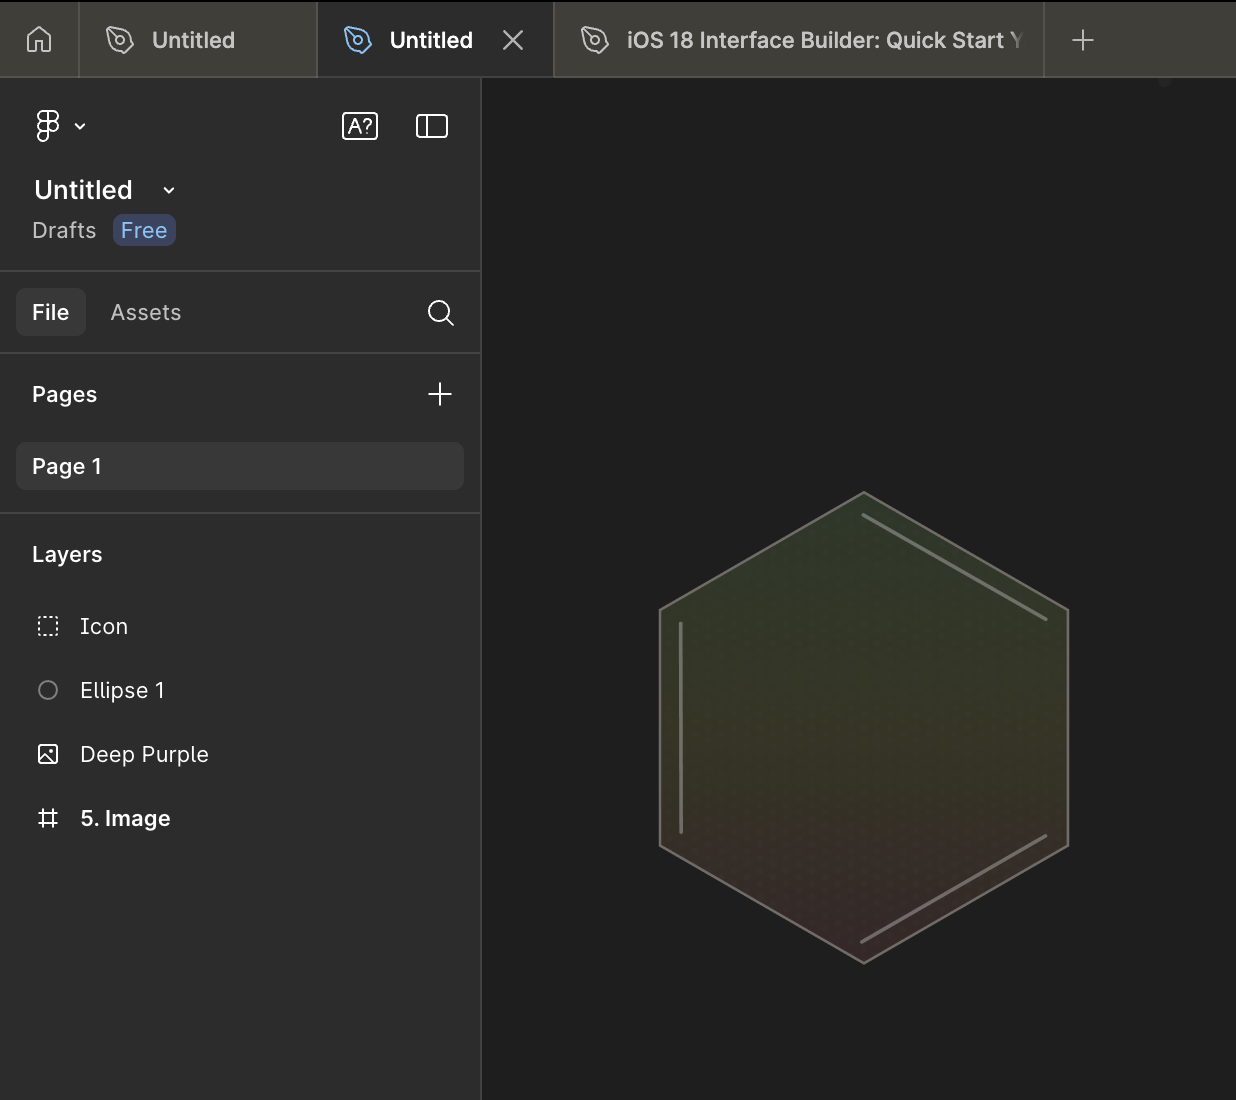 Untitled
Untitled
iOS 18 Interface Builder: Quick Start
A?
Untitled
Drafts Free
File Assets
Pages
Page 1
Layers
Icon
Ellipse 1
Deep Purple
5. Image